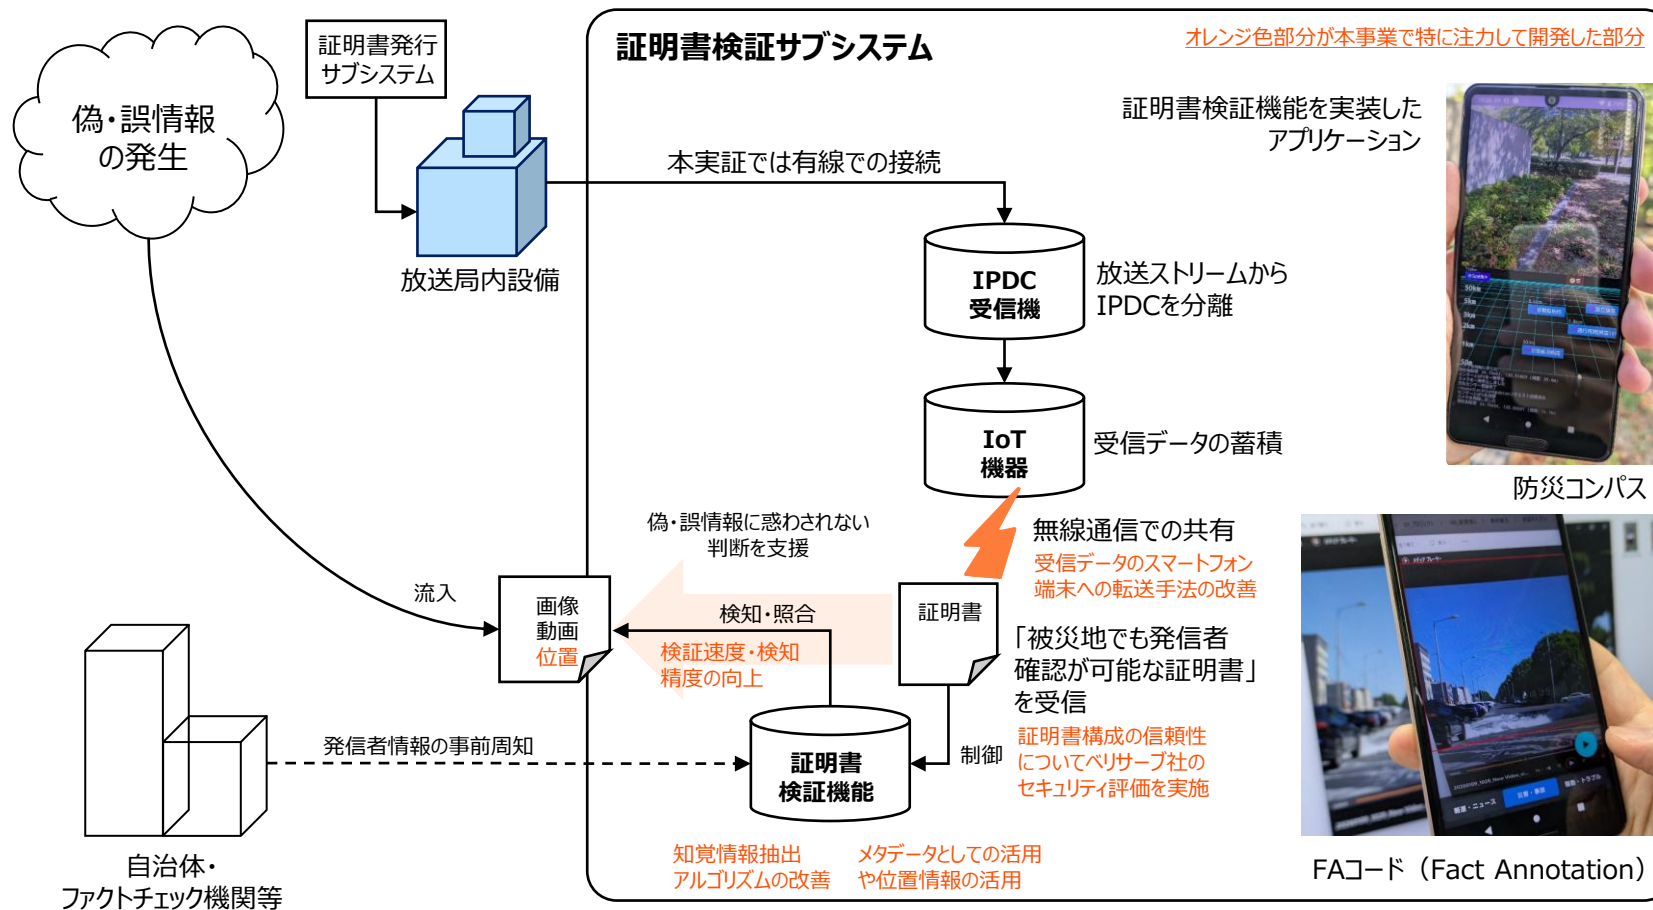 証明書検証サブシステム
オレンジ色部分が本事業で特に注力して開発した部分
証明書発行
サブシステム
偽・誤情報
の発生
放送局内設備
本実証では有線での接続
証明書検証機能を実装した
アプリケーション
IPDC
受信機
放送ストリームから
IPDCを分離
IoT
機器
受信データの蓄積
防災コンパス
偽・誤情報に惑わされない
判断を支援
無線通信での共有
受信データのスマートフォン
端末への転送手法の改善
流入
画像
動画
位置
検知・照合
検証速度・検知
精度の向上
証明書
「被災地でも発信者
確認が可能な証明書」
を受信
発信者情報の事前周知
証明書
検証機能
制御
証明書構成の信頼性
についてベリサーブ社の
セキュリティ評価を実施
自治体・
ファクトチェック機関等
知覚情報抽出
アルゴリズムの改善
メタデータとしての活用
や位置情報の活用
FAコード（Fact Annotation）